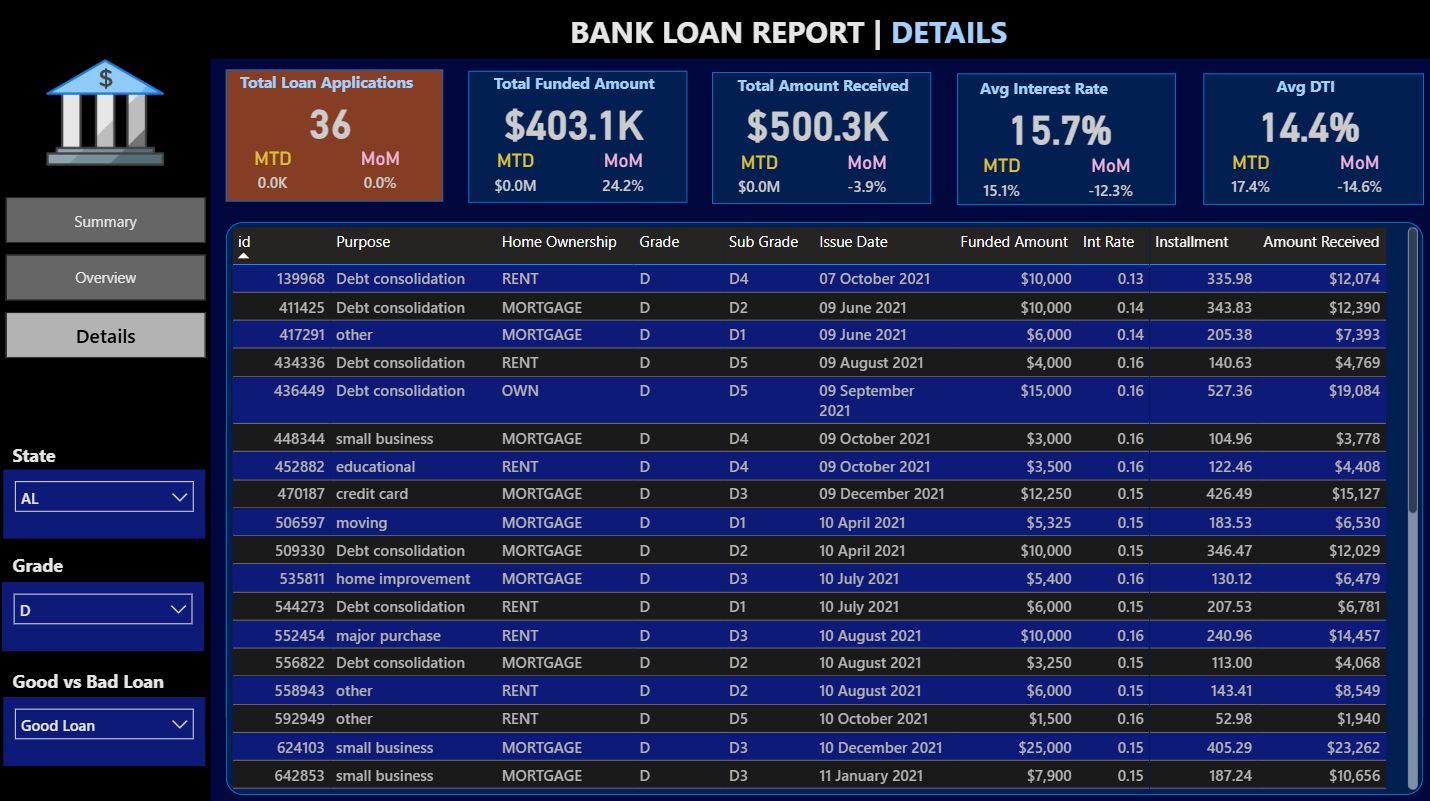 BANK LOAN REPORT | DETAILS
$
Summary
Overview
Details
State
AL
Grade
D
Good vs Bad Loan
Good Loan
Total Loan Applications
36
MTD MoM
0.0K 0.0%
Total Funded Amount
$403.1K
MTD MoM
$0.0M 24.2%
Total Amount Received
$500.3K
MTD MoM
$0.0M -3.9%
Avg Interest Rate
15.7%
MTD MoM
15.1% -12.3%
Avg DTI
14.4%
MTD MoM
17.4% -14.6%
id Purpose Home Ownership Grade Sub Grade Issue Date Funded Amount Int Rate Installment Amount Received
139968 Debt consolidation RENT D D4 07 October 2021 $10,000 0.13 335.98 $12,074
411425 Debt consolidation MORTGAGE D D2 09 June 2021 $10,000 0.14 343.83 $12,390
417291 other MORTGAGE D D1 09 June 2021 $6,000 0.14 205.38 $7,393
434336 Debt consolidation RENT D D5 09 August 2021 $4,000 0.16 140.63 $4,769
436449 Debt consolidation OWN D D5 09 September $15,000 0.16 527.36 $19,084
2021
448344 small business MORTGAGE D D4 09 October 2021 $3,000 0.16 104.96 $3,778
452882 educational RENT D D4 09 October 2021 $3,500 0.16 122.46 $4,408
470187 credit card MORTGAGE D D3 09 December 2021 $12,250 0.15 426.49 $15,127
506597 moving MORTGAGE D D1 10 April 2021 $5,325 0.15 183.53 $6,530
509330 Debt consolidation MORTGAGE D D2 10 April 2021 $10,000 0.15 346.47 $12,029
535811 home improvement MORTGAGE D D3 10 July 2021 $5,400 0.16 130.12 $6,479
544273 Debt consolidation RENT D D1 10 July 2021 $6,000 0.15 207.53 $6,781
552454 major purchase RENT D D3 10 August 2021 $10,000 0.16 240.96 $14,457
556822 Debt consolidation MORTGAGE D D2 10 August 2021 $3,250 0.15 113.00 $4,068
558943 other RENT D D2 10 August 2021 $6,000 0.15 143.41 $8,549
592949 other RENT D D5 10 October 2021 $1,500 0.16 52.98 $1,940
624103 small business MORTGAGE D D3 10 December 2021 $25,000 0.15 405.29 $23,262
642853 small business MORTGAGE D D3 11 January 2021 $7,900 0.15 187.24 $10,656